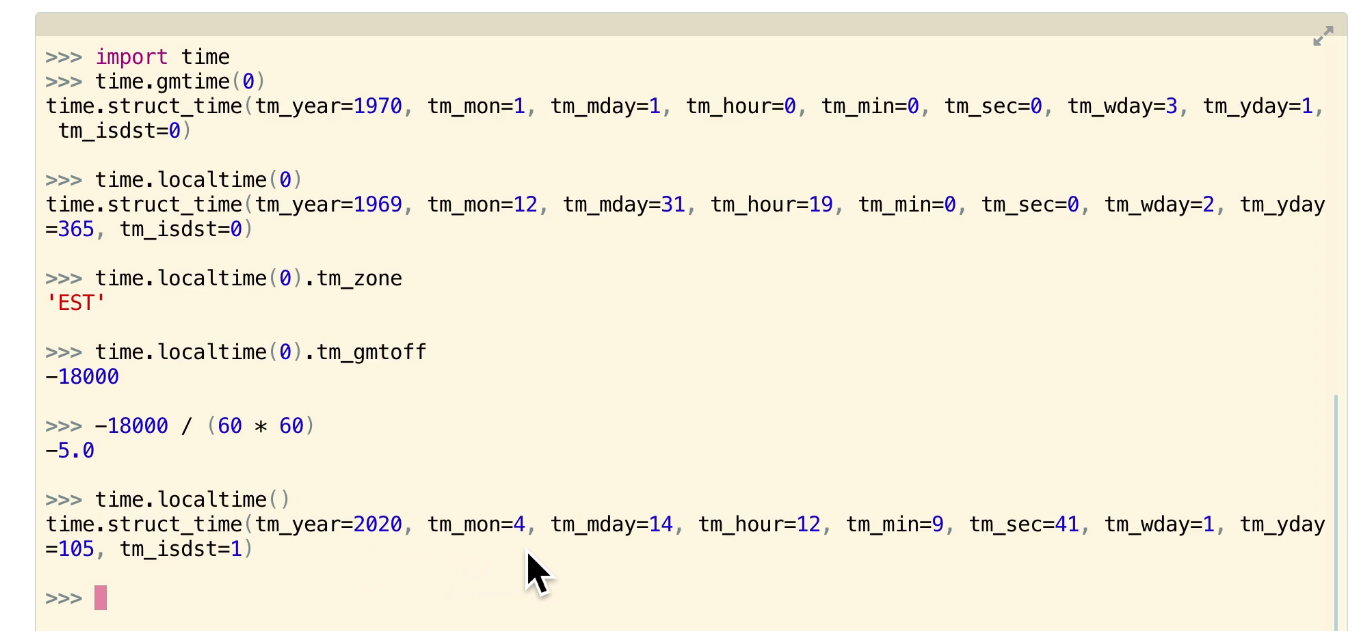 >>> import time
>>> time.gmtime(0)
time.struct_time(tm_year=1970, tm_mon=1, tm_mday=1, tm_hour=0, tm_min=0, tm_sec=0, tm_wday=3, tm_yday=1,
 tm_isdst=0)
>>> time.localtime(0)
time.struct_time(tm_year=1969, tm_mon=12, tm_mday=31, tm_hour=19, tm_min=0, tm_sec=0, tm_wday=2, tm_yday
=365, tm_isdst=0)
>>> time.localtime(0).tm_zone
'EST'
>>> time.localtime(0).tm_gmtoff
-18000
>>> -18000 / (60 * 60)
-5.0
>>> time.localtime()
time.struct_time(tm_year=2020, tm_mon=4, tm_mday=14, tm_hour=12, tm_min=9, tm_sec=41, tm_wday=1, tm_yday
=105, tm_isdst=1)
>>>